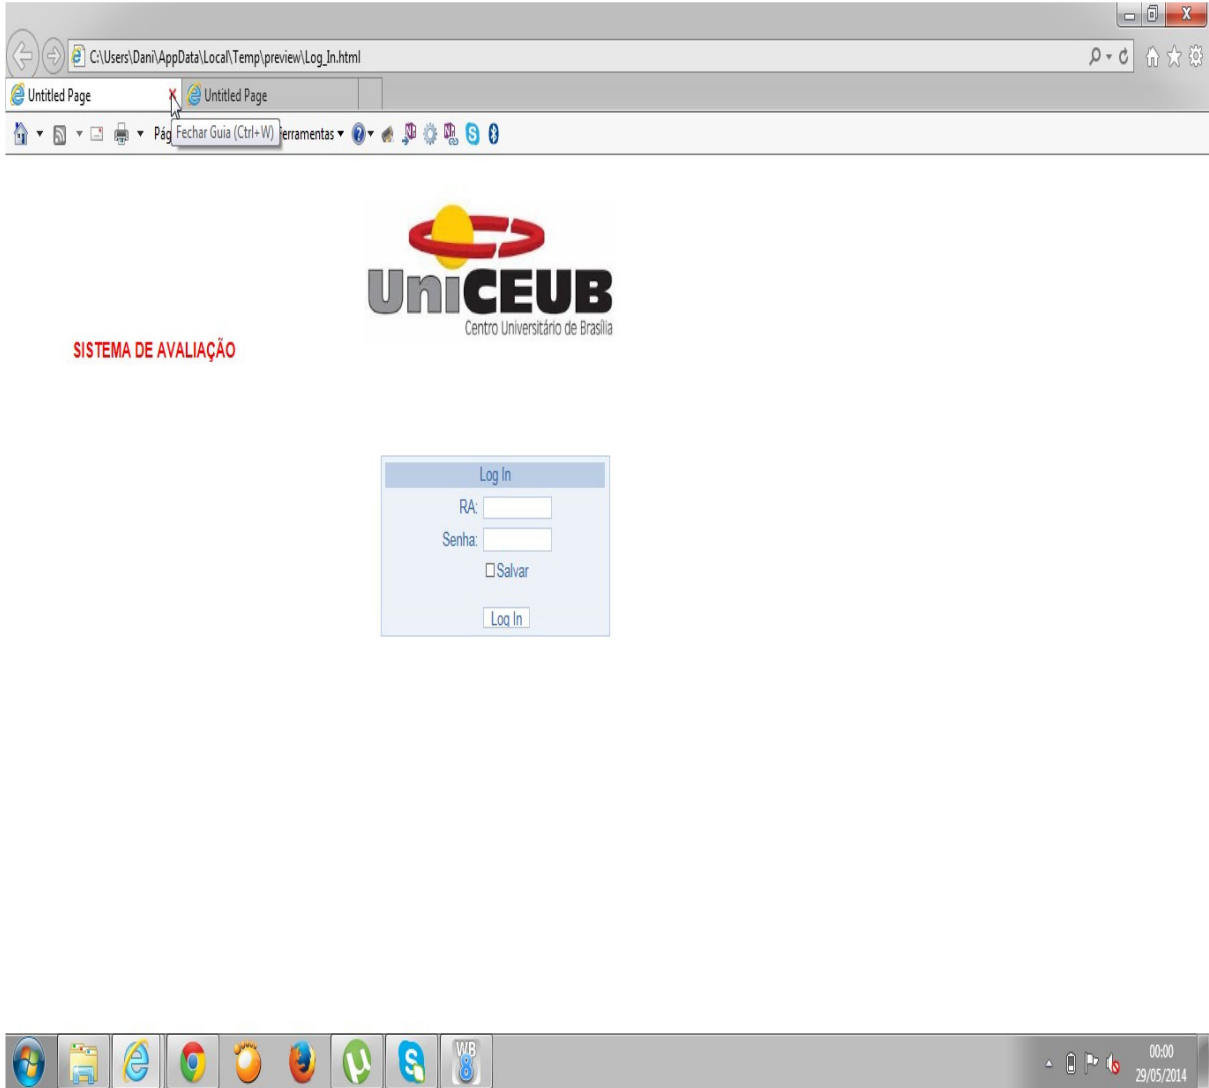 X
C:\Users\Dani\AppData\Local\Temp\preview\Log_In.html
Untitled Page
Untitled Page
Pág
Fechar Guia (Ctrl+W)
erramentas
UniCEUB
Centro Universitário de Brasília
SISTEMA DE AVALIAÇÃO
Log In
RA:
Senha:
Salvar
Log In
WB
8
00:00
29/05/2014